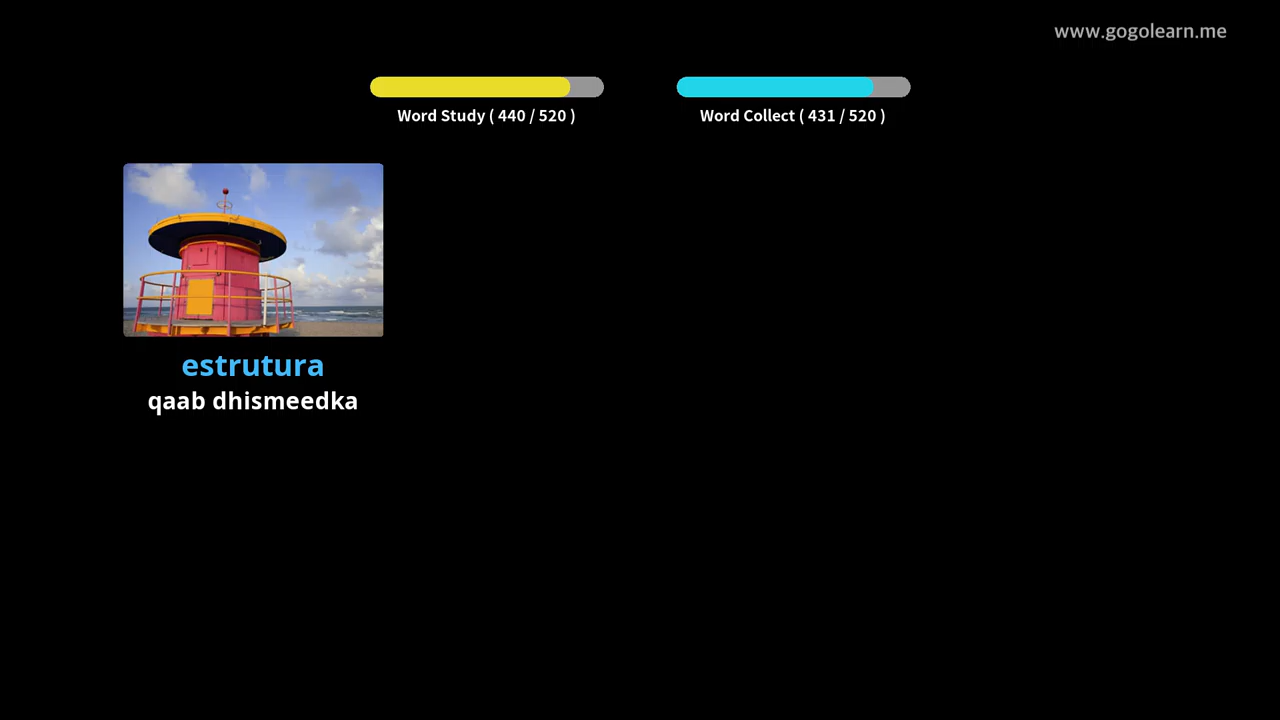 www.gogolearn.me
Word Study ( 440 / 520 )
Word Collect ( 431 / 520 )
estrutura
qaab dhismeedka